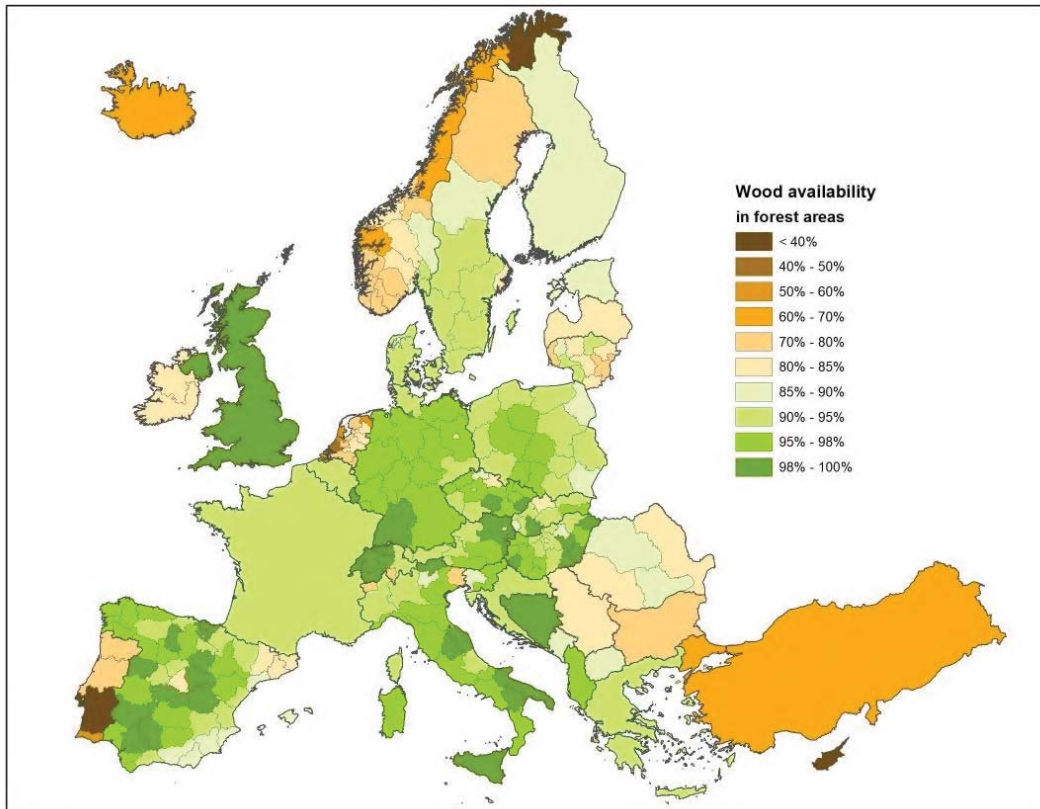 Wood availability
in forest areas
< 40%
40% - 50%
50% - 60%
60% - 70%
70% - 80%
80% - 85%
85% - 90%
90% - 95%
95% - 98%
98% - 100%